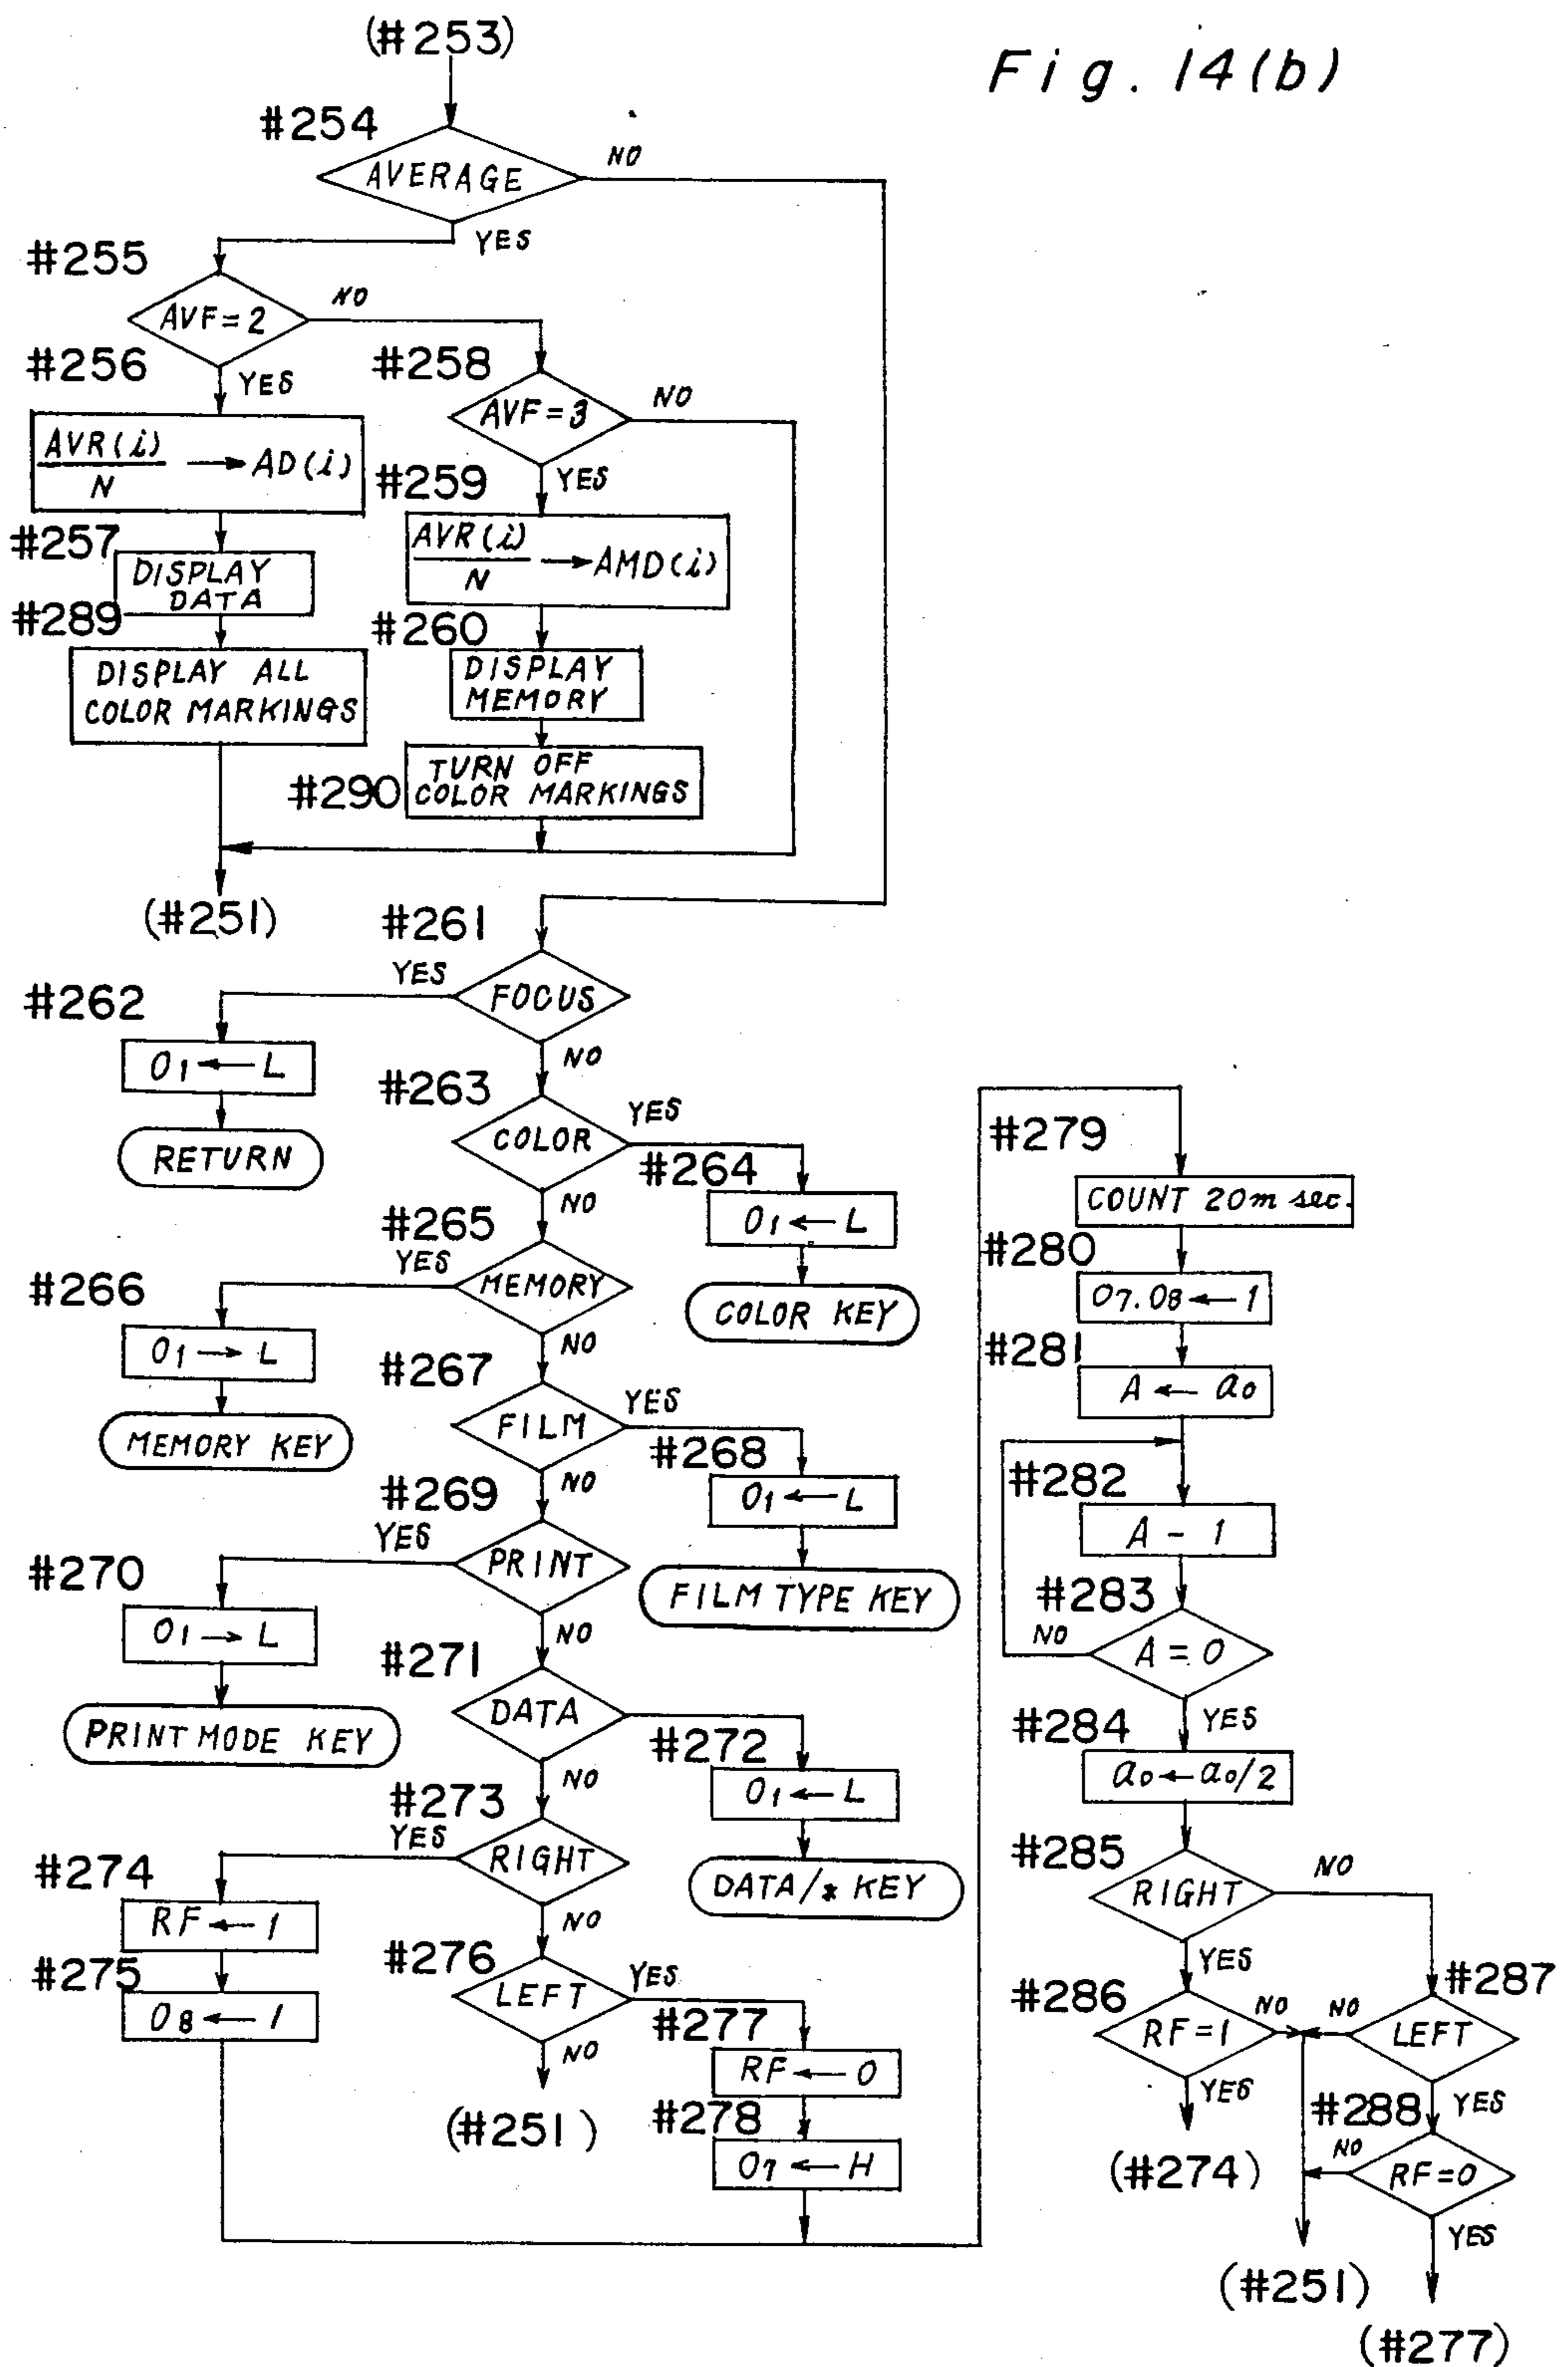 Fig. 14(b)
(#253)
#254
AVERAGE
NO
YES
#255
AVF=2
NO
#256
YES
AVR(i)
N
→ AD(i)
#257
DISPLAY
DATA
#289
DISPLAY ALL
COLOR MARKINGS
#258
AVF=3
NO
#259
YES
AVR(i)
N
→ AMD(i)
#260
DISPLAY
MEMORY
#290
TURN OFF
COLOR MARKINGS
(#251)
#261
FOCUS
YES
NO
#262
O1 ← L
RETURN
#263
COLOR
YES
NO
#264
O1 ← L
COLOR KEY
#265
MEMORY
YES
NO
#266
O1 → L
MEMORY KEY
#267
FILM
YES
NO
#268
O1 ← L
FILM TYPE KEY
#269
PRINT
YES
NO
#270
O1 → L
PRINT MODE KEY
#271
DATA
NO
#272
O1 ← L
DATA/* KEY
#273
RIGHT
YES
NO
#274
RF ← 1
#275
O8 ← 1
#276
LEFT
YES
NO
(#251)
#277
RF ← 0
#278
O7 ← H
#279
COUNT 20m sec.
#280
O7.O8 ← 1
#281
A ← a0
#282
A - 1
#283
A = 0
NO
YES
#284
a0 ← a0/2
#285
RIGHT
NO
YES
#286
RF=1
NO
YES
(#274)
#287
LEFT
NO
YES
#288
RF=0
NO
YES
(#251)
(#277)